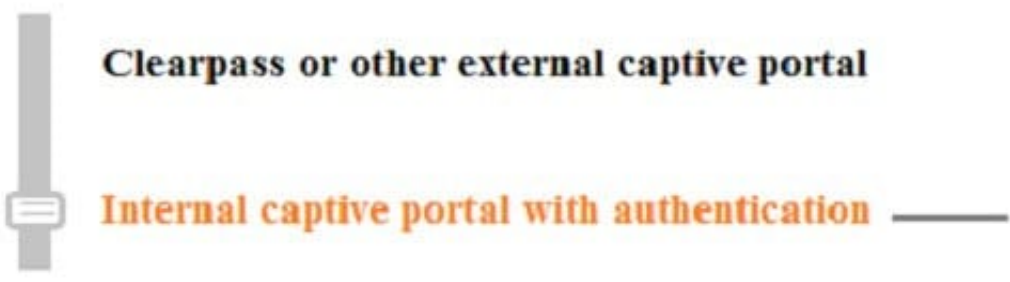 Clearpass or other external captive portal
Internal captive portal with authentication